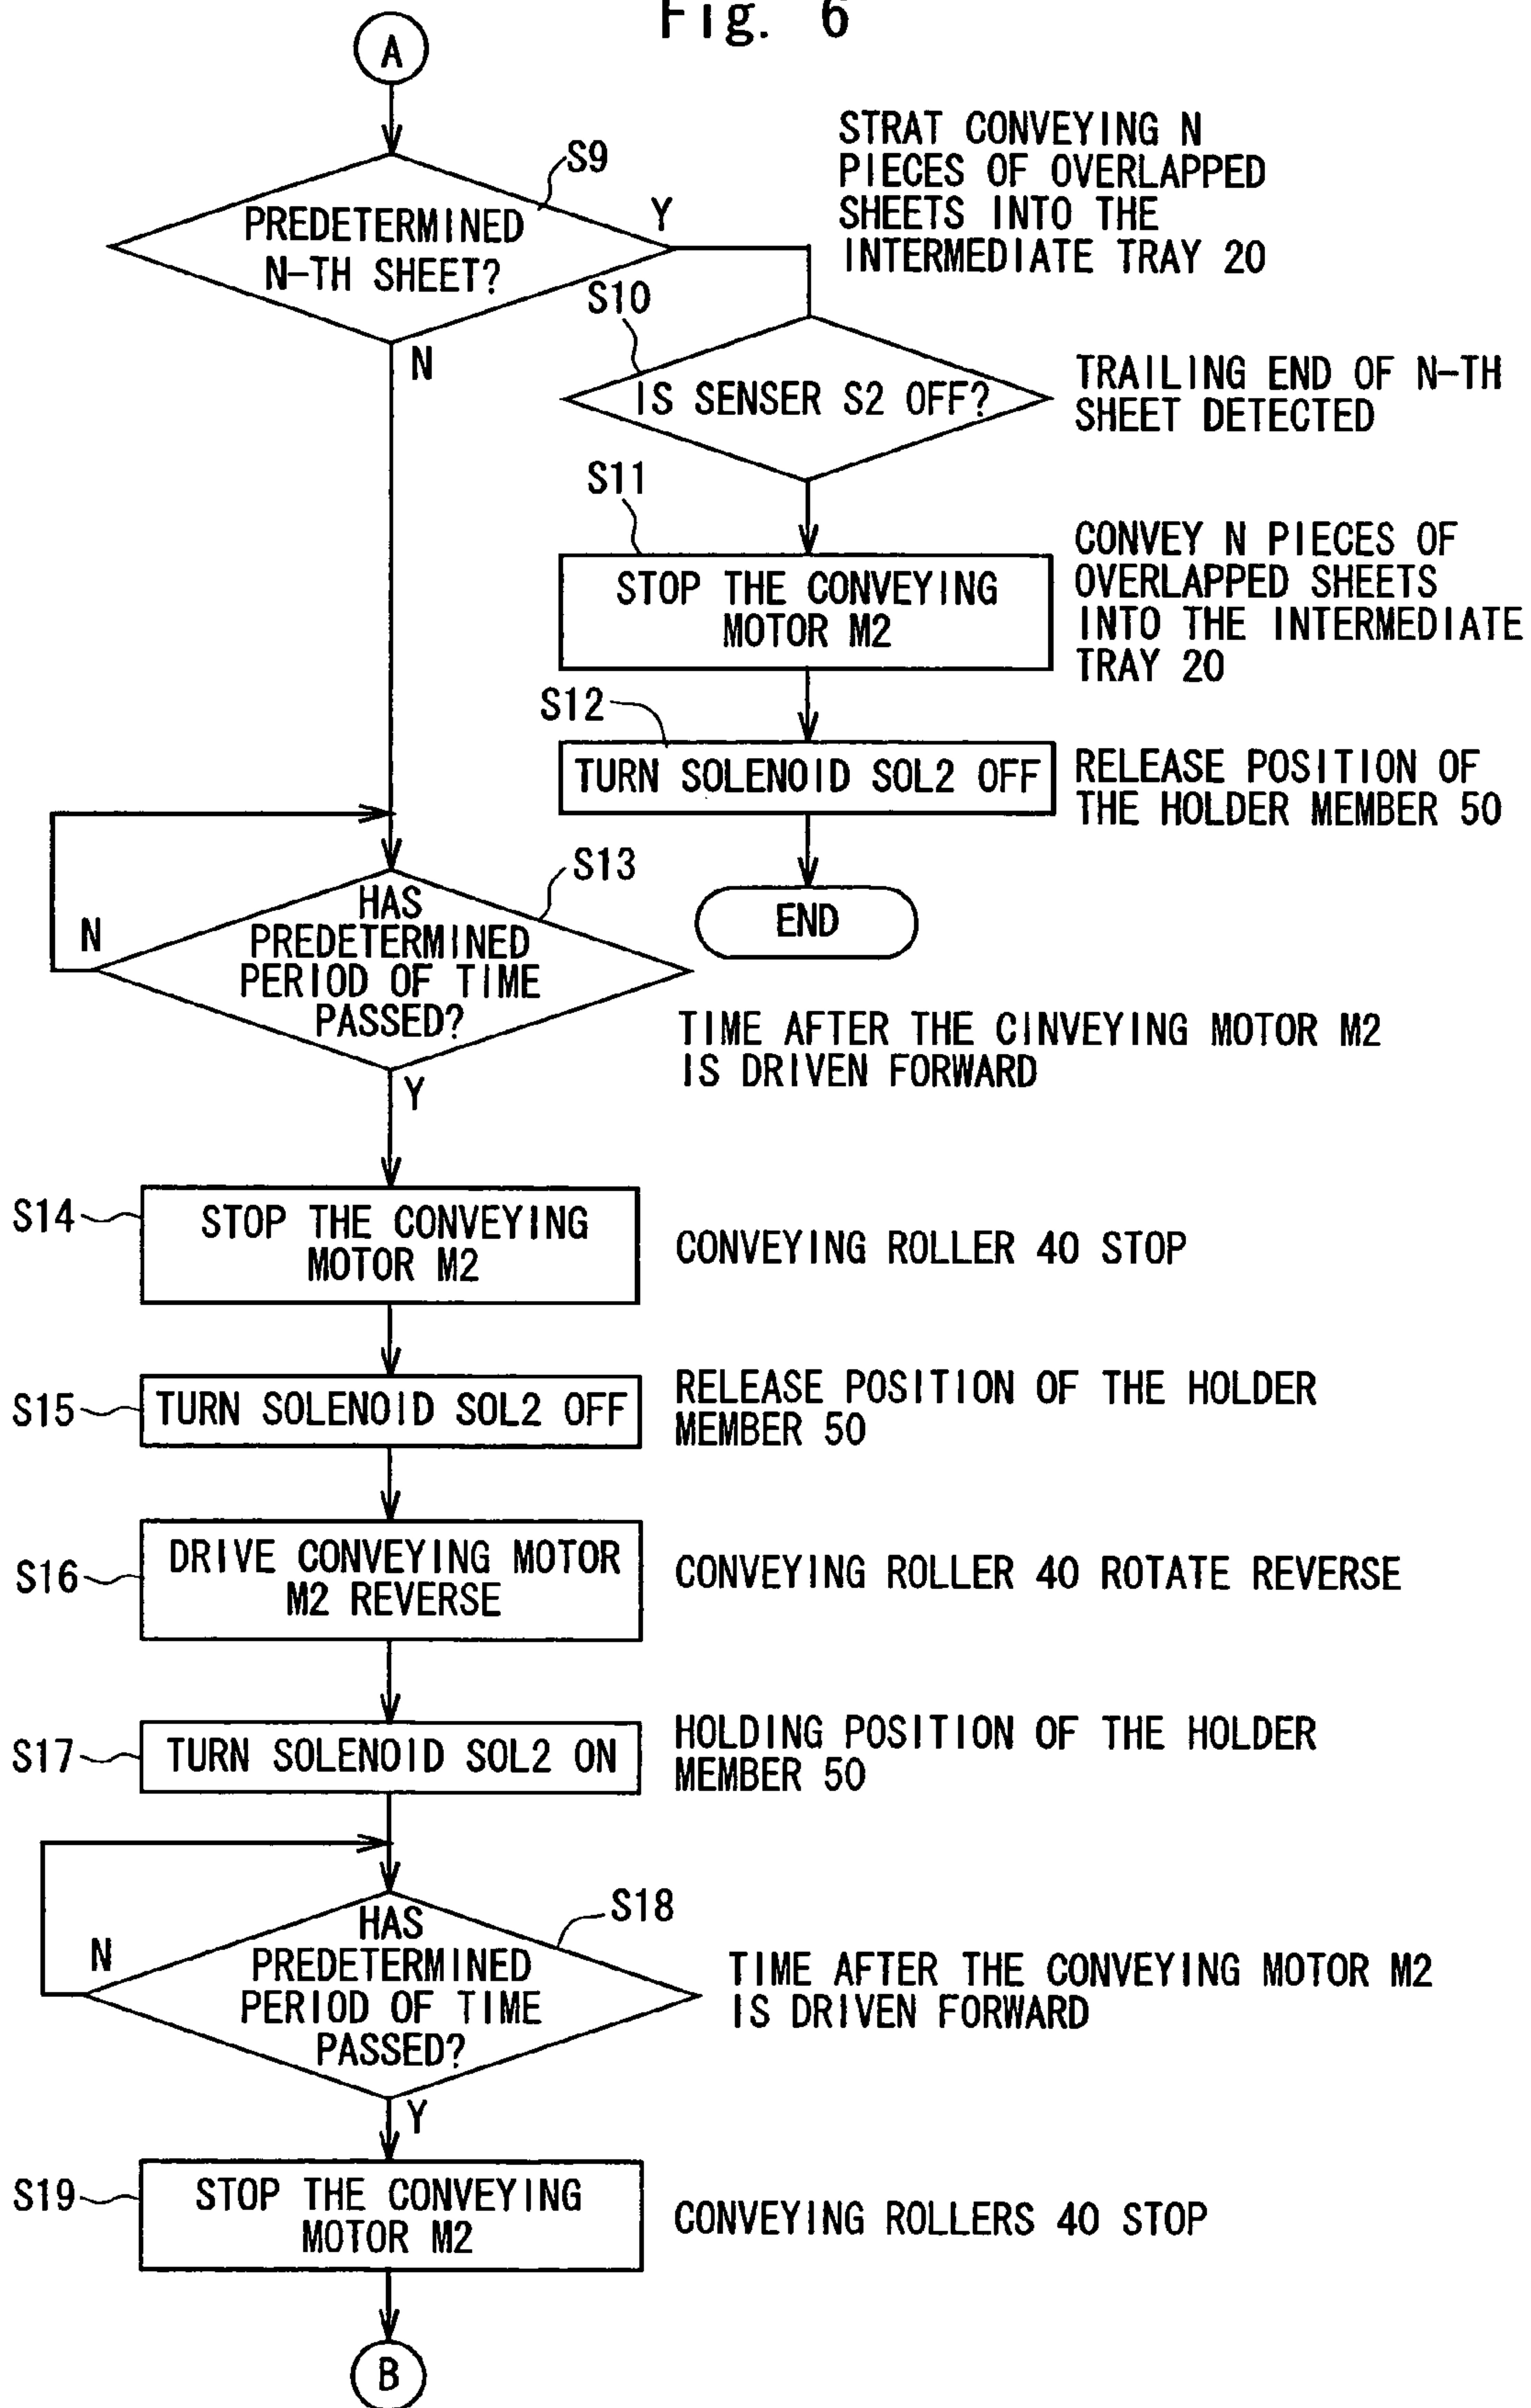 Fig. 6
A
S9
PREDETERMINED
N-TH SHEET?
Y
N
STRAT CONVEYING N
PIECES OF OVERLAPPED
SHEETS INTO THE
INTERMEDIATE TRAY 20
S10
IS SENSER S2 OFF?
TRAILING END OF N-TH
SHEET DETECTED
S11
STOP THE CONVEYING
MOTOR M2
CONVEY N PIECES OF
OVERLAPPED SHEETS
INTO THE INTERMEDIATE
TRAY 20
S12
TURN SOLENOID SOL2 OFF
RELEASE POSITION OF
THE HOLDER MEMBER 50
END
S13
HAS
PREDETERMINED
PERIOD OF TIME
PASSED?
N
Y
TIME AFTER THE CINVEYING MOTOR M2
IS DRIVEN FORWARD
S14
STOP THE CONVEYING
MOTOR M2
CONVEYING ROLLER 40 STOP
S15
TURN SOLENOID SOL2 OFF
RELEASE POSITION OF THE HOLDER
MEMBER 50
S16
DRIVE CONVEYING MOTOR
M2 REVERSE
CONVEYING ROLLER 40 ROTATE REVERSE
S17
TURN SOLENOID SOL2 ON
HOLDING POSITION OF THE HOLDER
MEMBER 50
S18
HAS
PREDETERMINED
PERIOD OF TIME
PASSED?
N
Y
TIME AFTER THE CONVEYING MOTOR M2
IS DRIVEN FORWARD
S19
STOP THE CONVEYING
MOTOR M2
CONVEYING ROLLERS 40 STOP
B